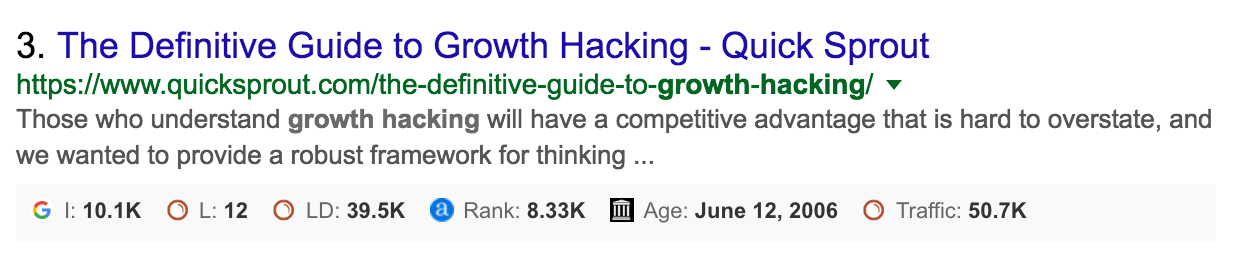 3. The Definitive Guide to Growth Hacking - Quick Sprout
https://www.quicksprout.com/the-definitive-guide-to-growth-hacking/
Those who understand growth hacking will have a competitive advantage that is hard to overstate, and
we wanted to provide a robust framework for thinking ...
I: 10.1K L: 12 LD: 39.5K a Rank: 8.33K Age: June 12, 2006 Traffic: 50.7K